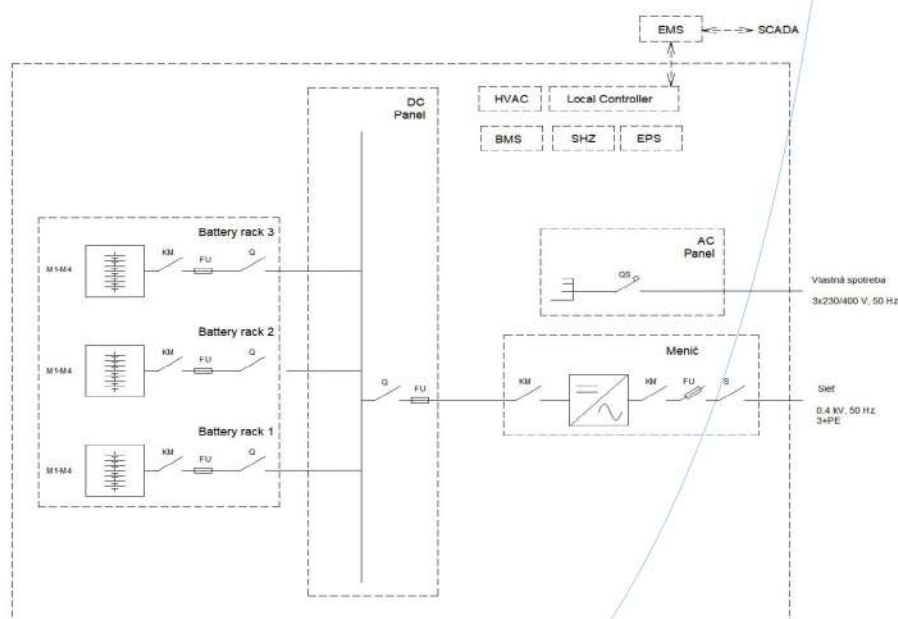 EMS
SCADA
HVAC
Local Controller
BMS
SHZ
EPS
DC
Panel
Battery rack 3
M1-M4
KM
FU
Q
Battery rack 2
M1-M4
KM
FU
Q
Battery rack 1
M1-M4
KM
FU
Q
Q
FU
AC
Panel
QS
Vlastná spotreba
3x230/400 V, 50 Hz
Menič
KM
KM
FU
S
Sieť
0,4 kV, 50 Hz
3+PE